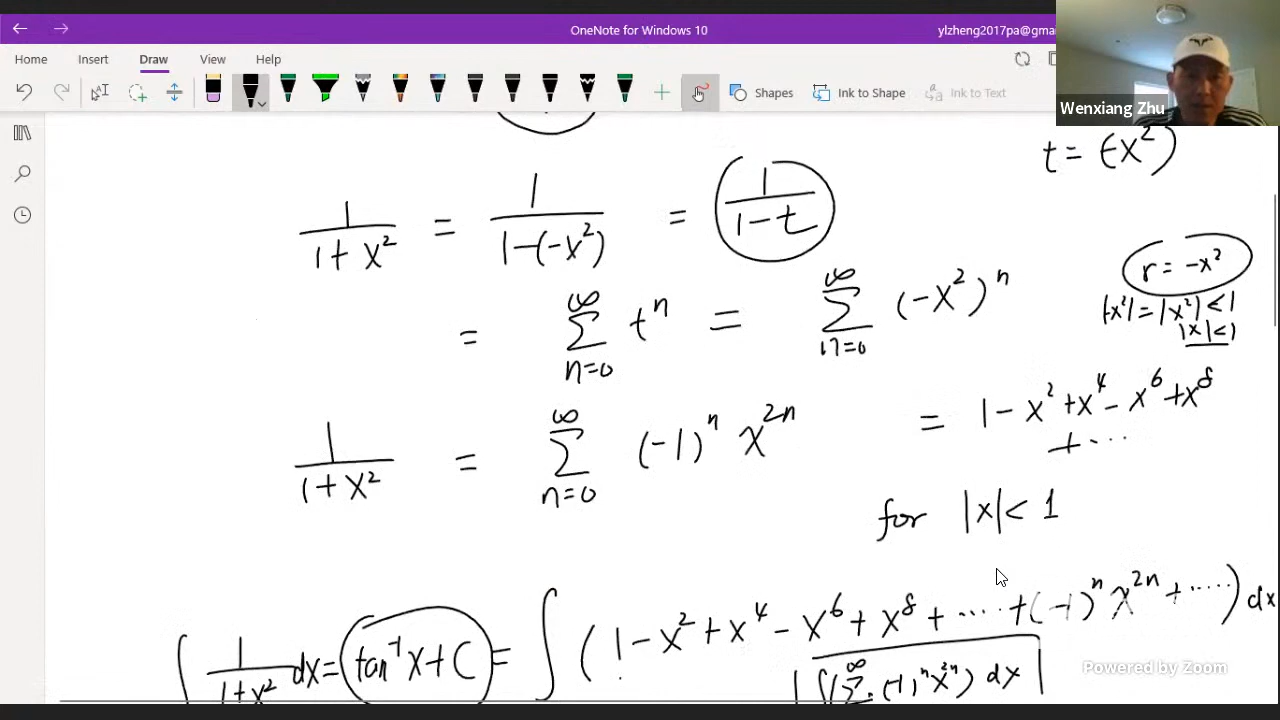 OneNote for Windows 10
ylzheng2017pa@gma
Home Insert Draw View Help
Shapes Ink to Shape Ink to Text
Wenxiang Zhu
t = (-x²)
1/(1+x²) = 1/(1-(-x²)) = 1/(1-t)
r = -x²
|-x²| = |x²| < 1
|x| < 1
= ∑_{n=0}^{∞} tⁿ = ∑_{n=0}^{∞} (-x²)ⁿ
1/(1+x²) = ∑_{n=0}^{∞} (-1)ⁿ x²ⁿ = 1 - x² + x⁴ - x⁶ + x⁸
+ ...
for |x| < 1
∫ 1/(1+x²) dx = tan⁻¹x + C = ∫ (1 - x² + x⁴ - x⁶ + x⁸ + ..... + (-1)ⁿ x²ⁿ + .....) dx
∫(∑^{∞} (-1)ⁿ x²ⁿ) dx
Powered by Zoom